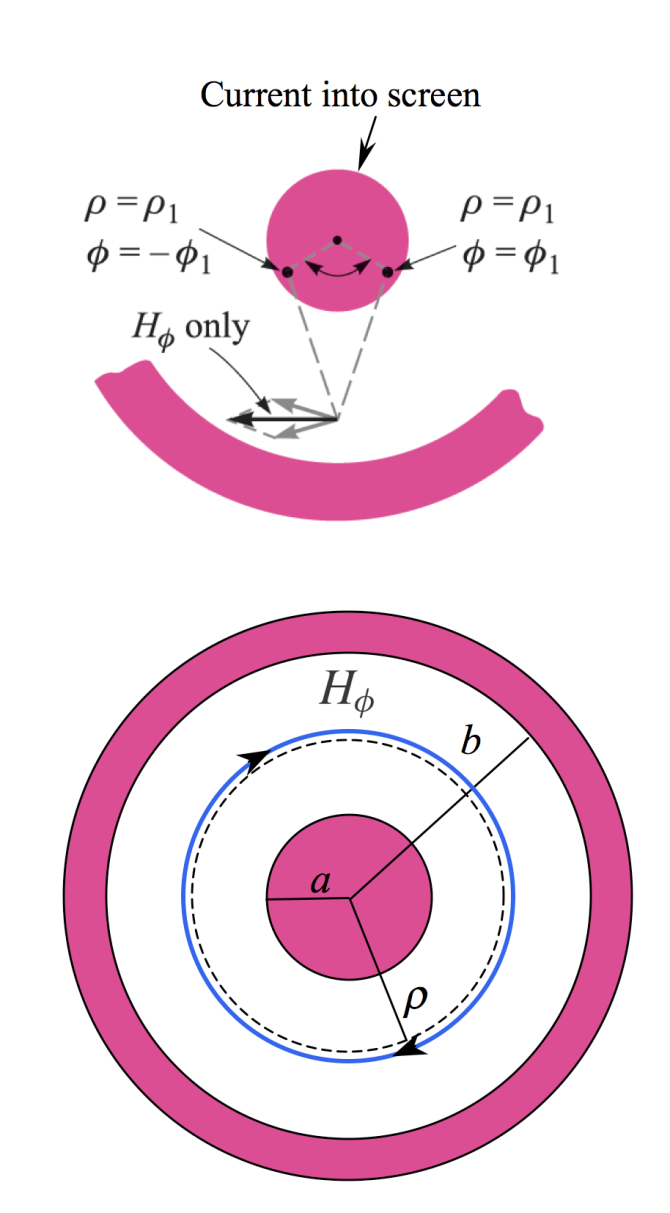 Current into screen
ρ = ρ₁
ϕ = −ϕ₁
ρ = ρ₁
ϕ = ϕ₁
Hϕ only
Hϕ
b
a
ρ